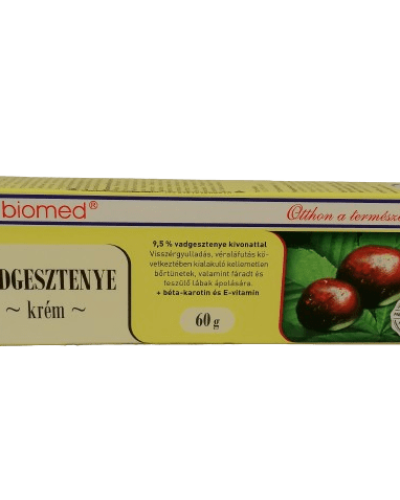 biomed®
Otthon a termész
DGESZTENYE
~ krém ~
9,5 % vadgesztenye kivonattal
Visszérgyulladás, véraláfutás kö-
vetkeztében kialakuló kellemetlen
bőrtünetek, valamint fáradt és
feszülő lábak ápolására.
+ béta-karotin és E-vitamin
60 g